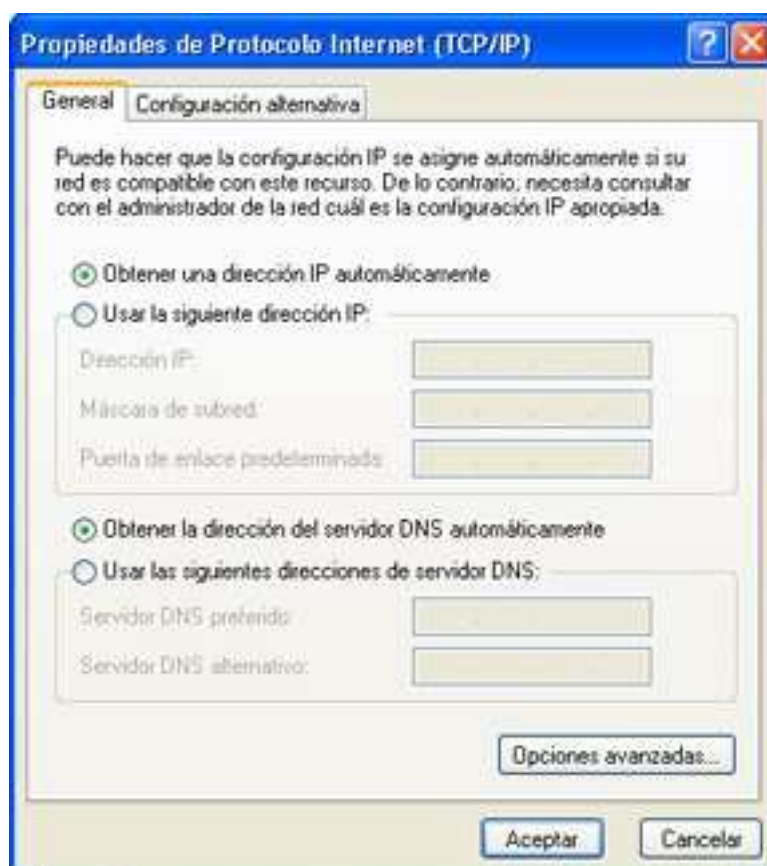 Propiedades de Protocolo Internet (TCP/IP)
General
Configuración alternativa
Puede hacer que la configuración IP se asigne automáticamente si su
red es compatible con este recurso. De lo contrario, necesita consultar
con el administrador de la red cuál es la configuración IP apropiada.
Obtener una dirección IP automáticamente
Usar la siguiente dirección IP:
Dirección IP:
Máscara de subred:
Puerta de enlace predeterminada:
Obtener la dirección del servidor DNS automáticamente
Usar las siguientes direcciones de servidor DNS:
Servidor DNS preferido:
Servidor DNS alternativo:
Opciones avanzadas...
Aceptar
Cancelar